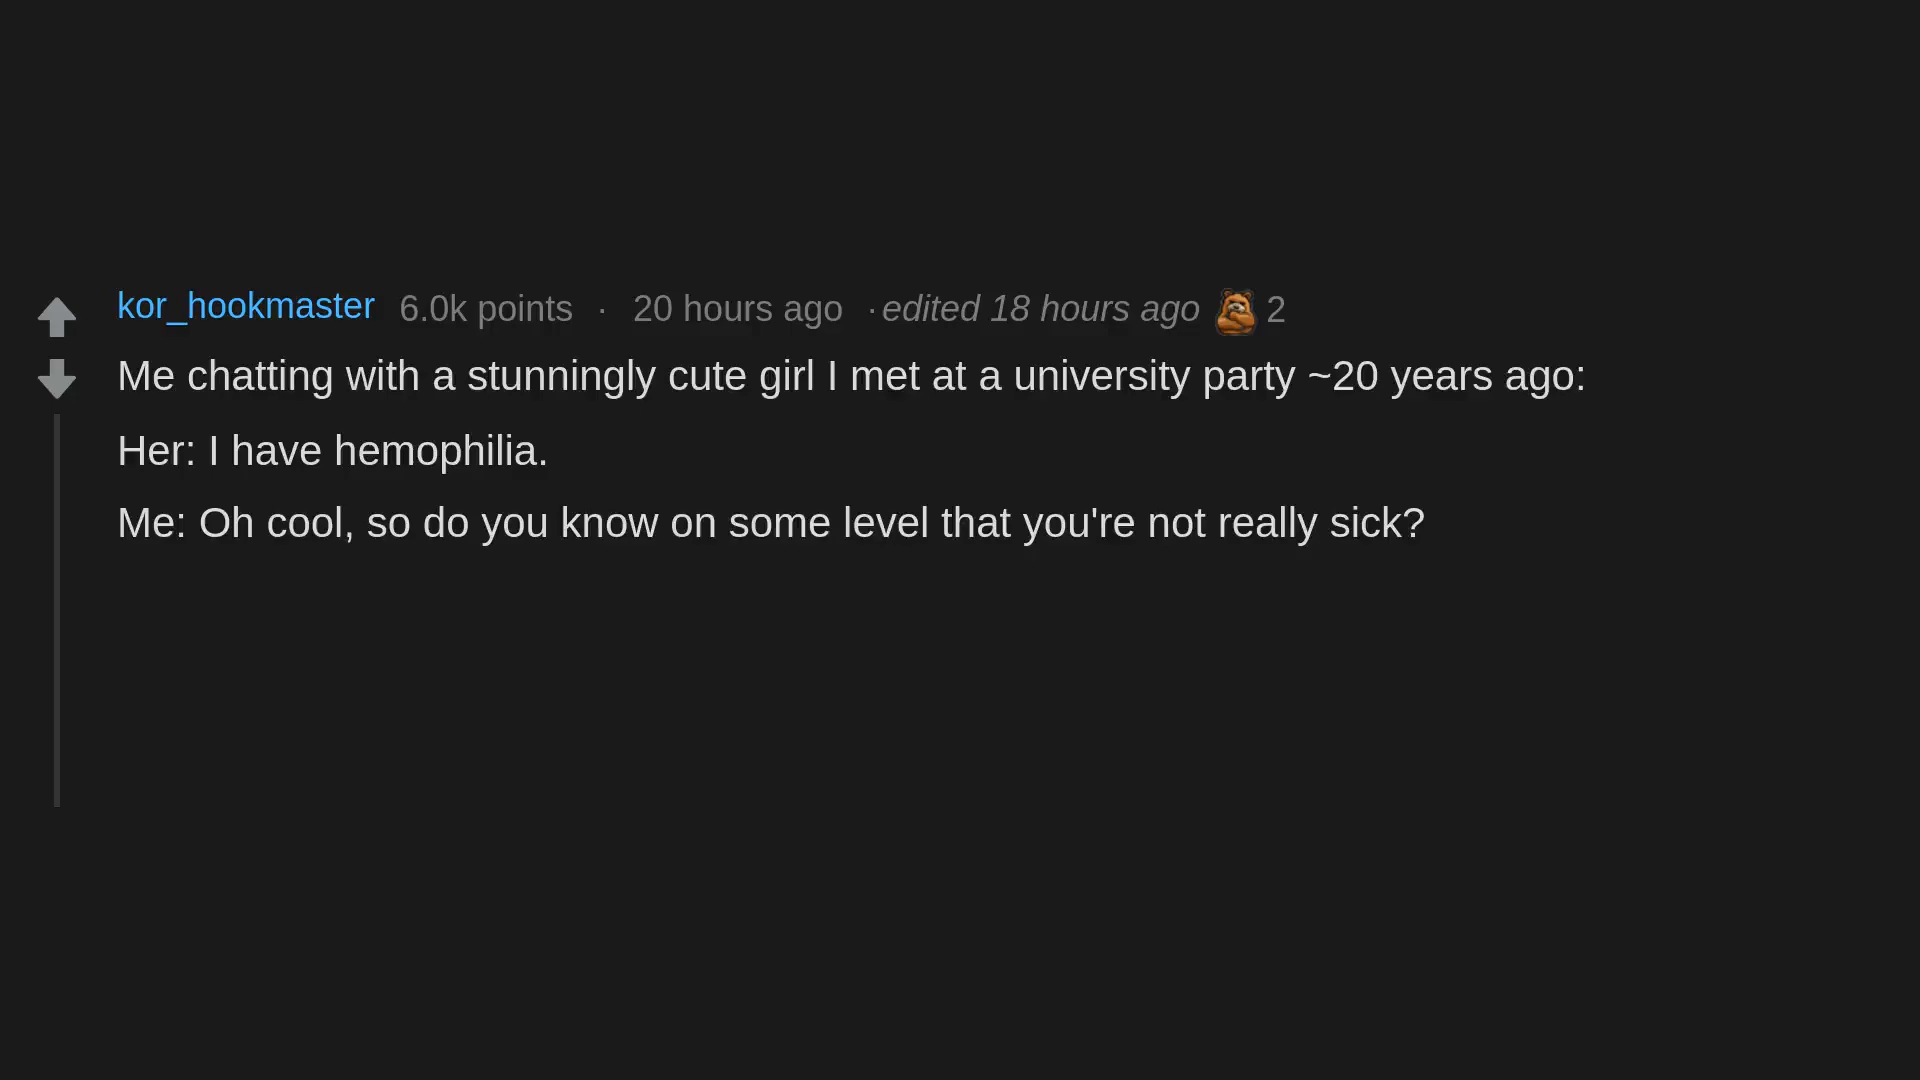 kor_hookmaster 6.0k points · 20 hours ago · edited 18 hours ago 2
Me chatting with a stunningly cute girl I met at a university party ~20 years ago:
Her: I have hemophilia.
Me: Oh cool, so do you know on some level that you're not really sick?